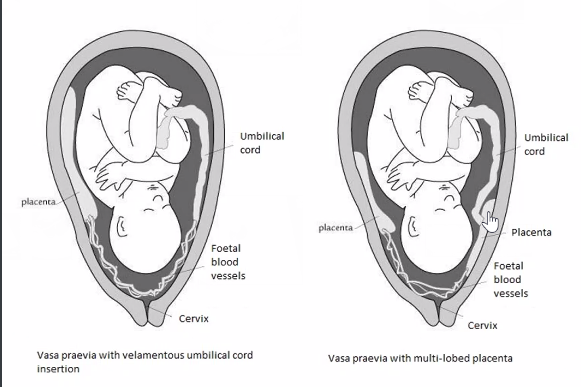 Umbilical
cord
placenta
Foetal
blood
vessels
Cervix
Vasa praevia with velamentous umbilical cord
insertion
Umbilical
cord
placenta
Placenta
Foetal
blood
vessels
Cervix
Vasa praevia with multi-lobed placenta